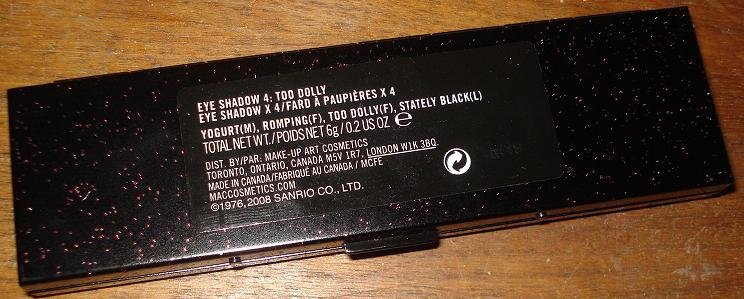 EYE SHADOW 4: TOO DOLLY
EYE SHADOW X 4/FARD À PAUPIÈRES X 4
YOGURT(M), ROMPING(F), TOO DOLLY(F), STATELY BLACK(L)
TOTAL NET WT./POIDS NET 6g/0.2 US OZ ℮
DIST. BY/PAR: MAKE-UP ART COSMETICS
TORONTO, ONTARIO, CANADA M5V 1R7, LONDON W1K 3BQ
MADE IN CANADA/FABRIQUÉ AU CANADA / MCFE
MACCOSMETICS.COM
©1976, 2008 SANRIO CO., LTD.